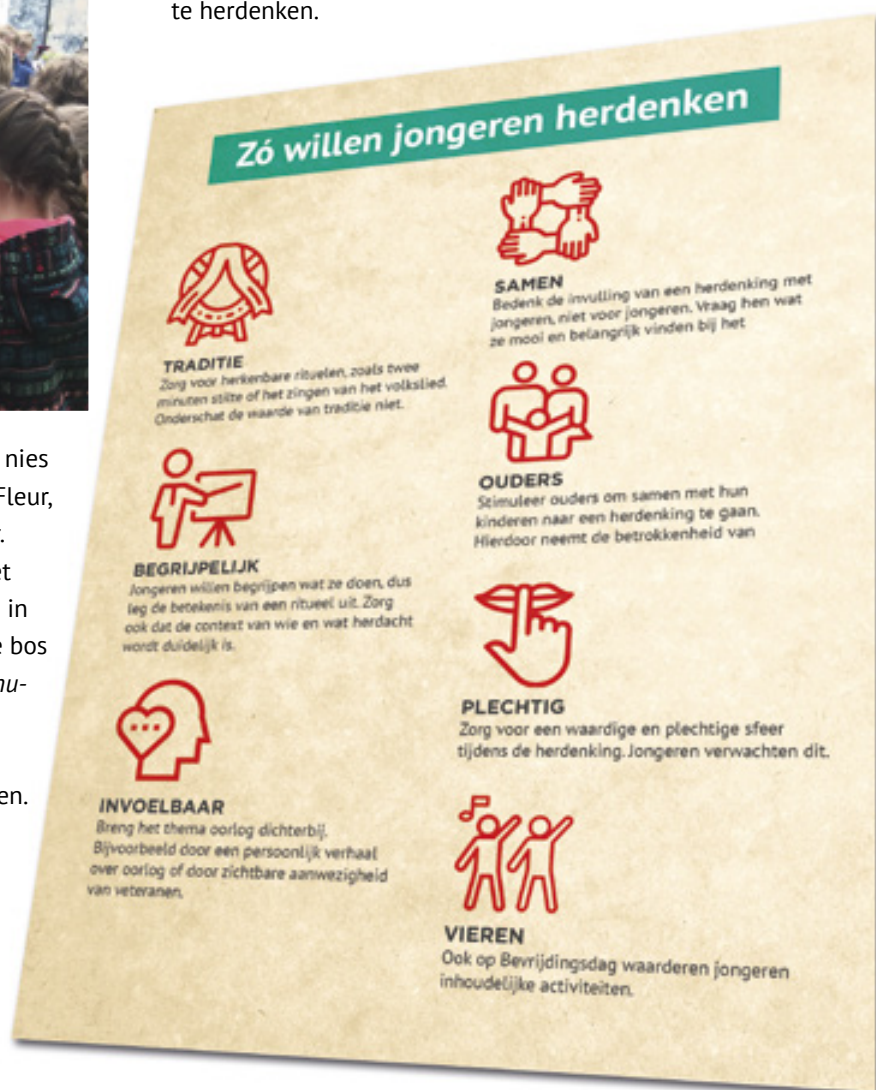 te herdenken.
nies
Fleur,
et
in
e bos
nu-
en.
Zó willen jongeren herdenken
TRADITIE
Zorg voor herkenbare rituelen, zoals twee
minuten stilte of het zingen van het volkslied.
Onderschat de waarde van traditie niet.
BEGRIJPELIJK
Jongeren willen begrijpen wat ze doen, dus
leg de betekenis van een ritueel uit. Zorg
ook dat de context van wie en wat herdacht
wordt duidelijk is.
INVOELBAAR
Breng het thema oorlog dichterbij.
Bijvoorbeeld door een persoonlijk verhaal
over oorlog of door zichtbare aanwezigheid
van veteranen.
SAMEN
Bedenk de invulling van een herdenking met
jongeren, niet voor jongeren. Vraag hen wat
ze mooi en belangrijk vinden bij het
OUDERS
Stimuleer ouders om samen met hun
kinderen naar een herdenking te gaan.
Hierdoor neemt de betrokkenheid van
PLECHTIG
Zorg voor een waardige en plechtige sfeer
tijdens de herdenking. Jongeren verwachten dit.
VIEREN
Ook op Bevrijdingsdag waarderen jongeren
inhoudelijke activiteiten.